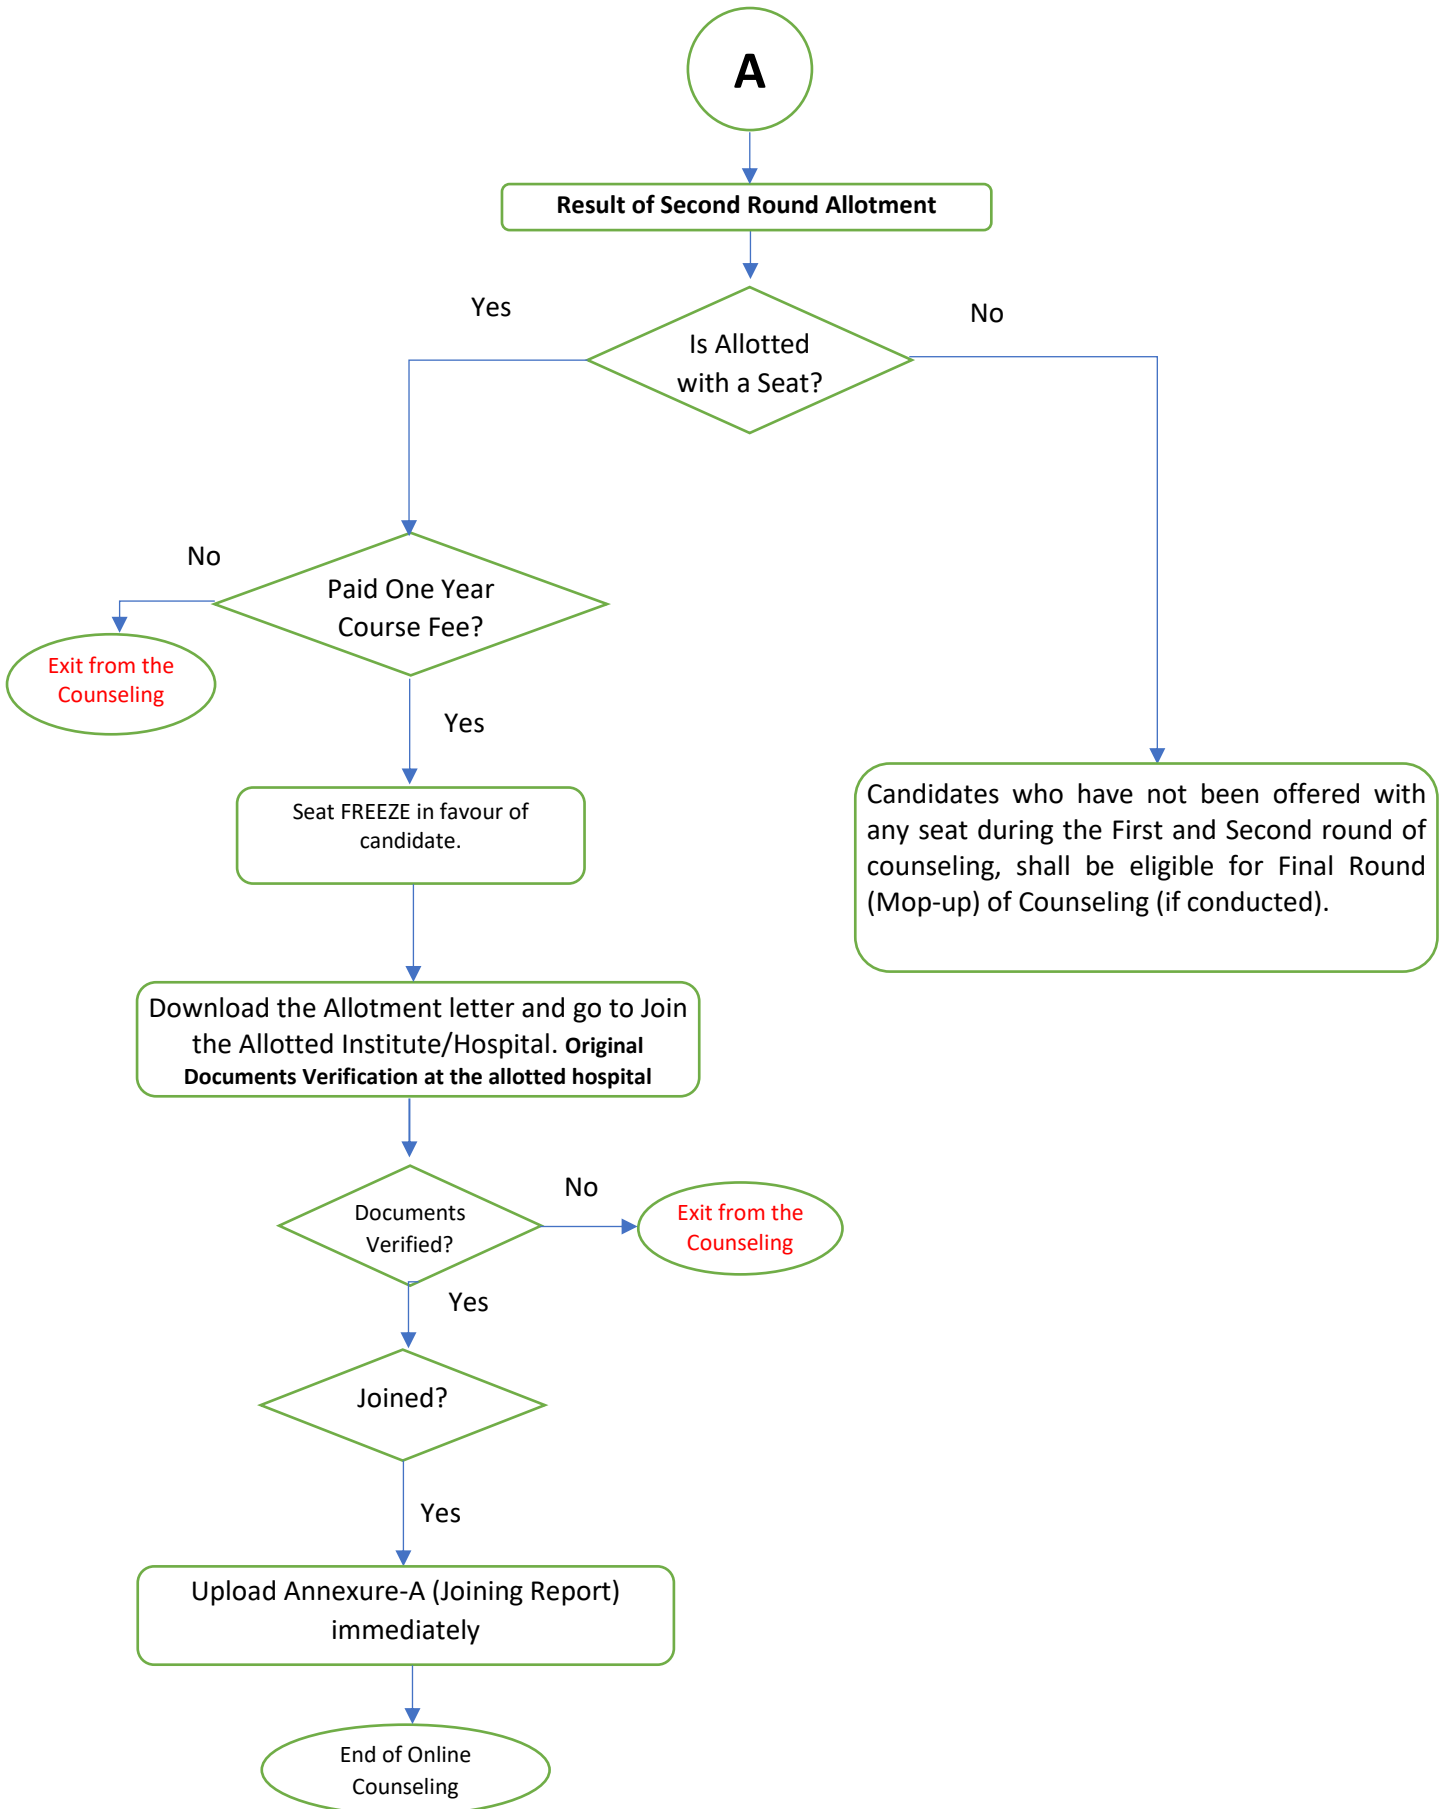 A
Result of Second Round Allotment
Yes
No
Is Allotted
with a Seat?
No
Paid One Year
Course Fee?
Exit from the
Counseling
Yes
Seat FREEZE in favour of
candidate.
Candidates who have not been offered with
any seat during the First and Second round of
counseling, shall be eligible for Final Round
(Mop-up) of Counseling (if conducted).
Download the Allotment letter and go to Join
the Allotted Institute/Hospital. Original
Documents Verification at the allotted hospital
Documents
Verified?
No
Exit from the
Counseling
Yes
Joined?
Yes
Upload Annexure-A (Joining Report)
immediately
End of Online
Counseling